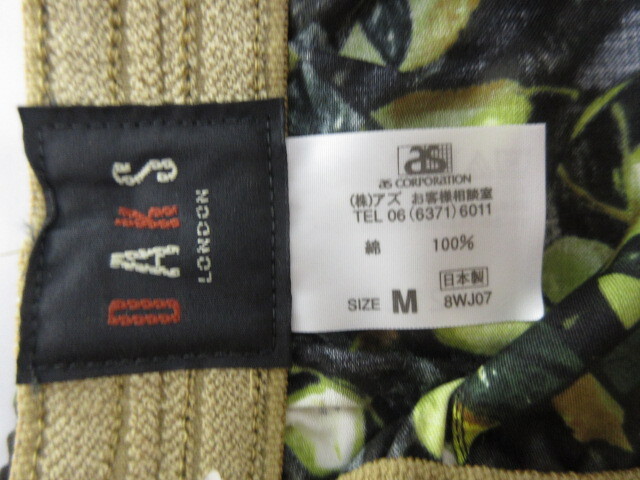 DAKS
LONDON
as
as CORPORATION
(株)アズ お客様相談室
TEL 06(6371)6011
綿 100%
日本製
SIZE M 8WJ07